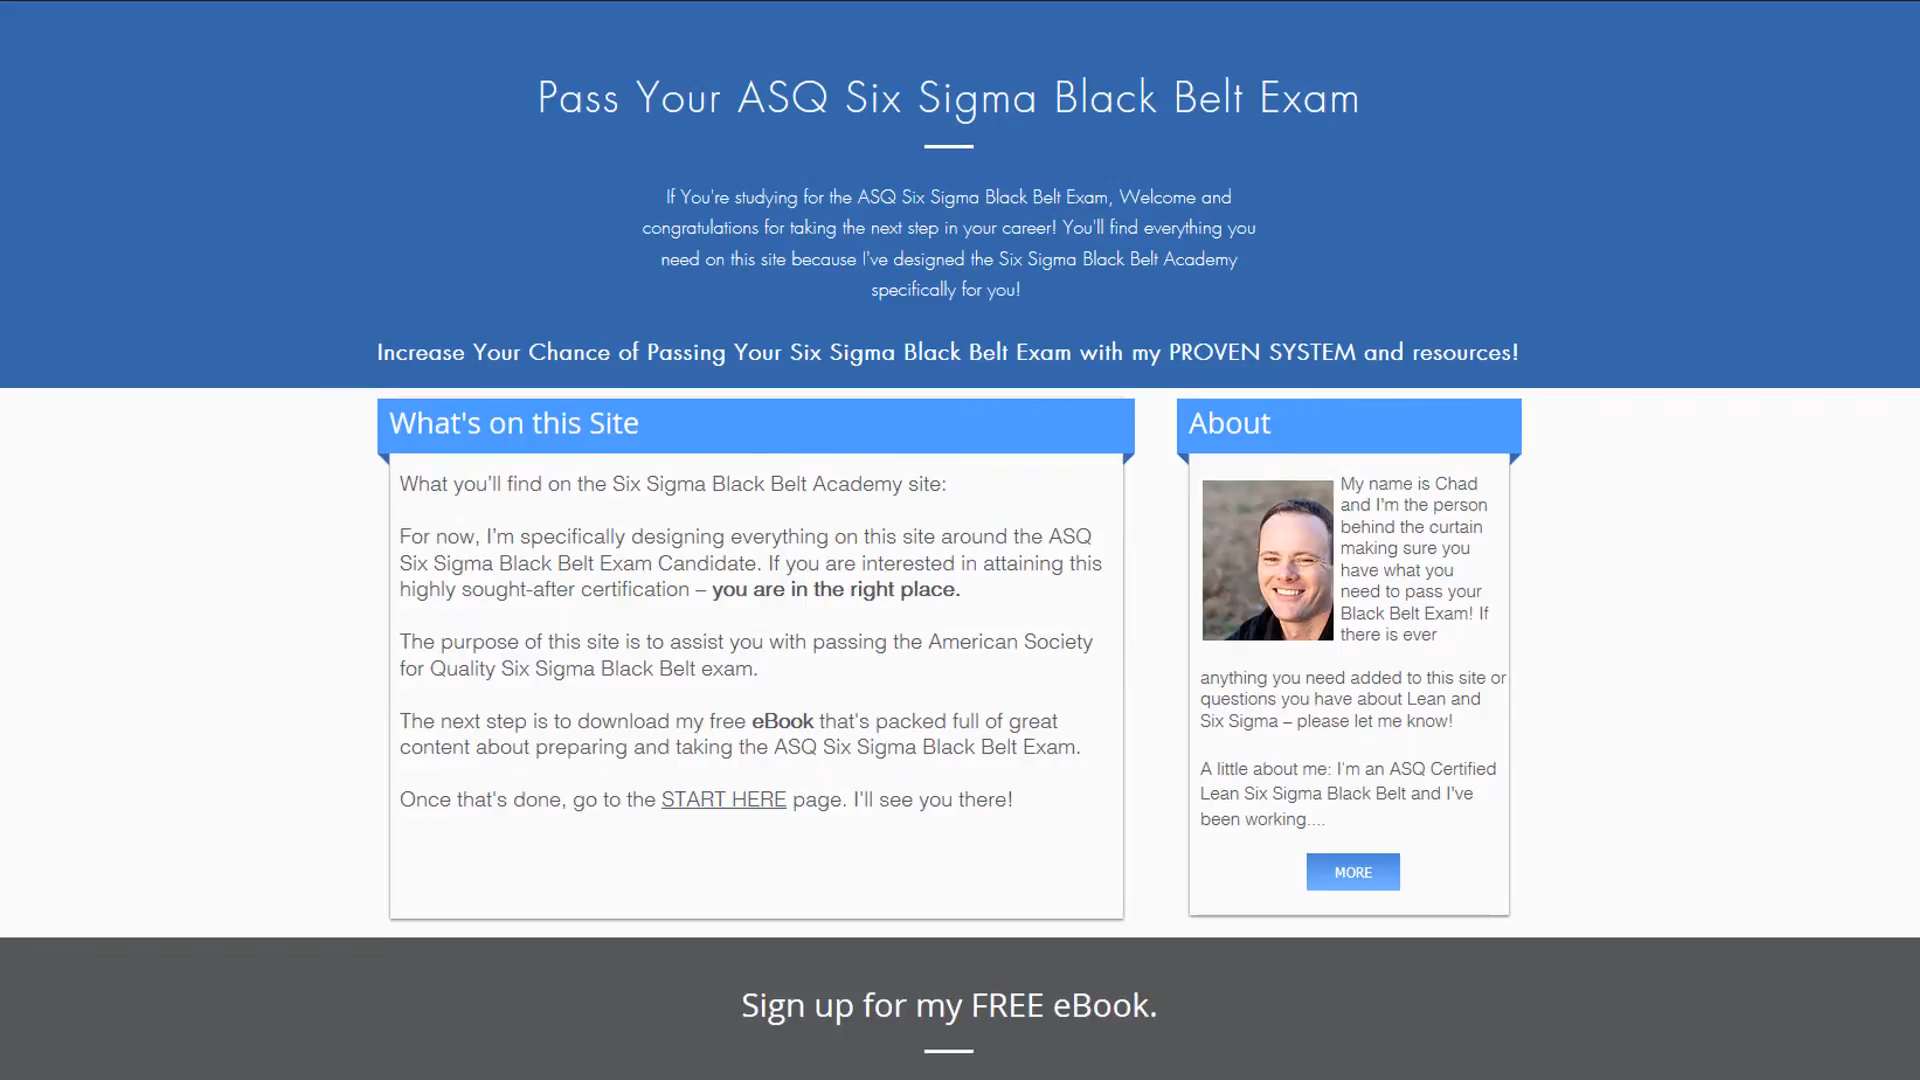 Pass Your ASQ Six Sigma Black Belt Exam
If You're studying for the ASQ Six Sigma Black Belt Exam, Welcome and
congratulations for taking the next step in your career! You'll find everything you
need on this site because I've designed the Six Sigma Black Belt Academy
specifically for you!
Increase Your Chance of Passing Your Six Sigma Black Belt Exam with my PROVEN SYSTEM and resources!
What's on this Site
What you’ll find on the Six Sigma Black Belt Academy site:
For now, I’m specifically designing everything on this site around the ASQ
Six Sigma Black Belt Exam Candidate. If you are interested in attaining this
highly sought-after certification – you are in the right place.
The purpose of this site is to assist you with passing the American Society
for Quality Six Sigma Black Belt exam.
The next step is to download my free eBook that's packed full of great
content about preparing and taking the ASQ Six Sigma Black Belt Exam.
Once that's done, go to the START HERE page. I'll see you there!
About
My name is Chad
and I’m the person
behind the curtain
making sure you
have what you
need to pass your
Black Belt Exam! If
there is ever
anything you need added to this site or
questions you have about Lean and
Six Sigma – please let me know!
A little about me: I'm an ASQ Certified
Lean Six Sigma Black Belt and I’ve
been working....
MORE
Sign up for my FREE eBook.